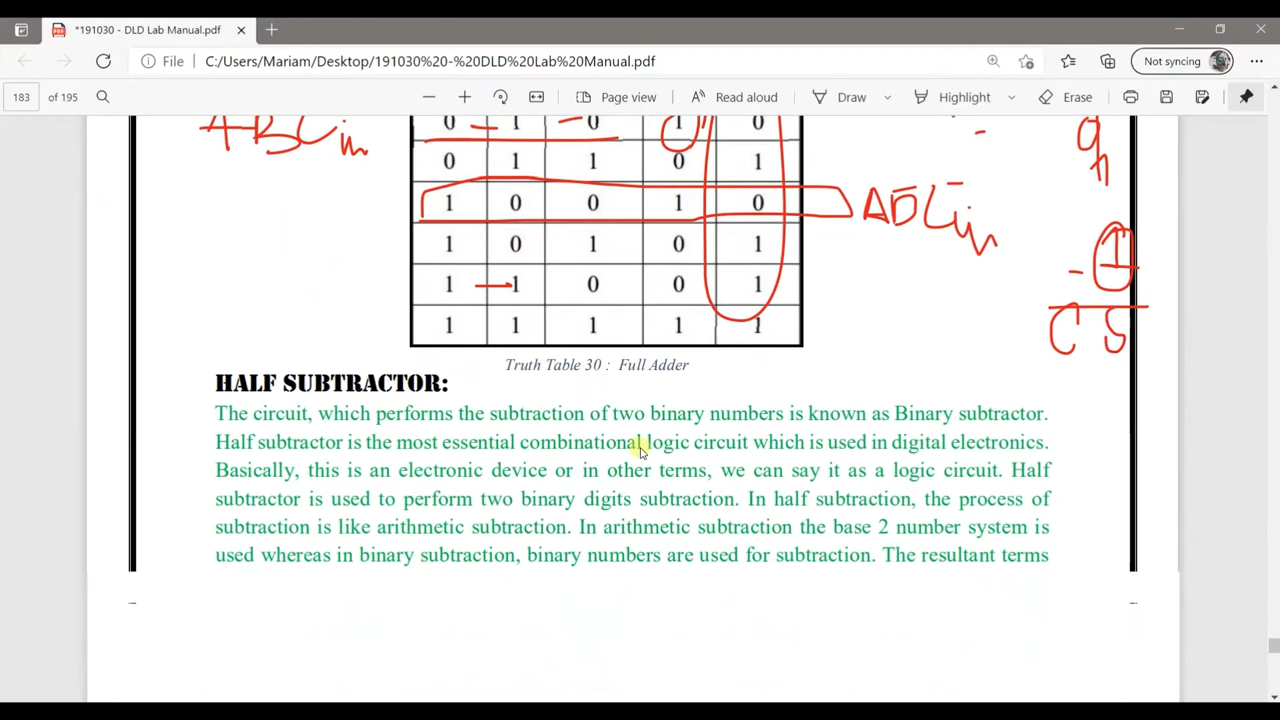 *191030 - DLD Lab Manual.pdf
File C:/Users/Mariam/Desktop/191030%20-%20DLD%20Lab%20Manual.pdf Not syncing
183 of 195 Page view Read aloud Draw Highlight Erase
0 1 0 1 0
0 1 1 0 1
1 0 0 1 0
1 0 1 0 1
1 1 0 0 1
1 1 1 1 1
C S
Truth Table 30 : Full Adder
HALF SUBTRACTOR:
The circuit, which performs the subtraction of two binary numbers is known as Binary subtractor.
Half subtractor is the most essential combinational logic circuit which is used in digital electronics.
Basically, this is an electronic device or in other terms, we can say it as a logic circuit. Half
subtractor is used to perform two binary digits subtraction. In half subtraction, the process of
subtraction is like arithmetic subtraction. In arithmetic subtraction the base 2 number system is
used whereas in binary subtraction, binary numbers are used for subtraction. The resultant terms